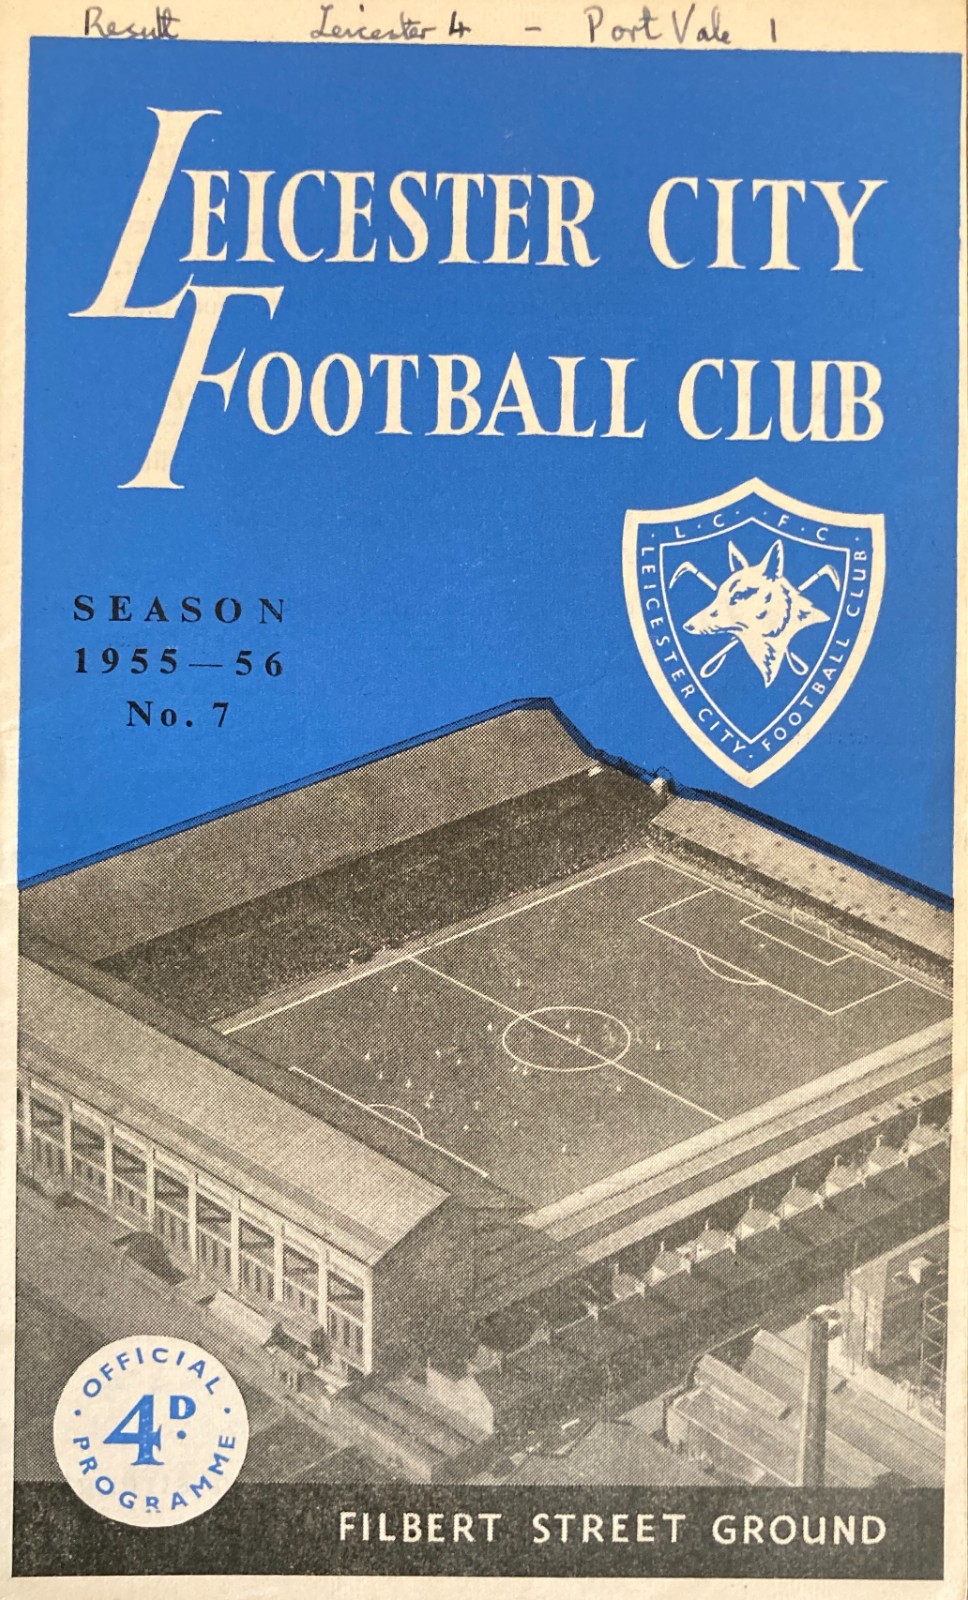 Result Leicester 4 - Port Vale 1
LEICESTER CITY
FOOTBALL CLUB
· L · C · · F · C ·
LEICESTER CITY · FOOTBALL CLUB
SEASON
1955—56
No. 7
· OFFICIAL ·
4D.
PROGRAMME
FILBERT STREET GROUND